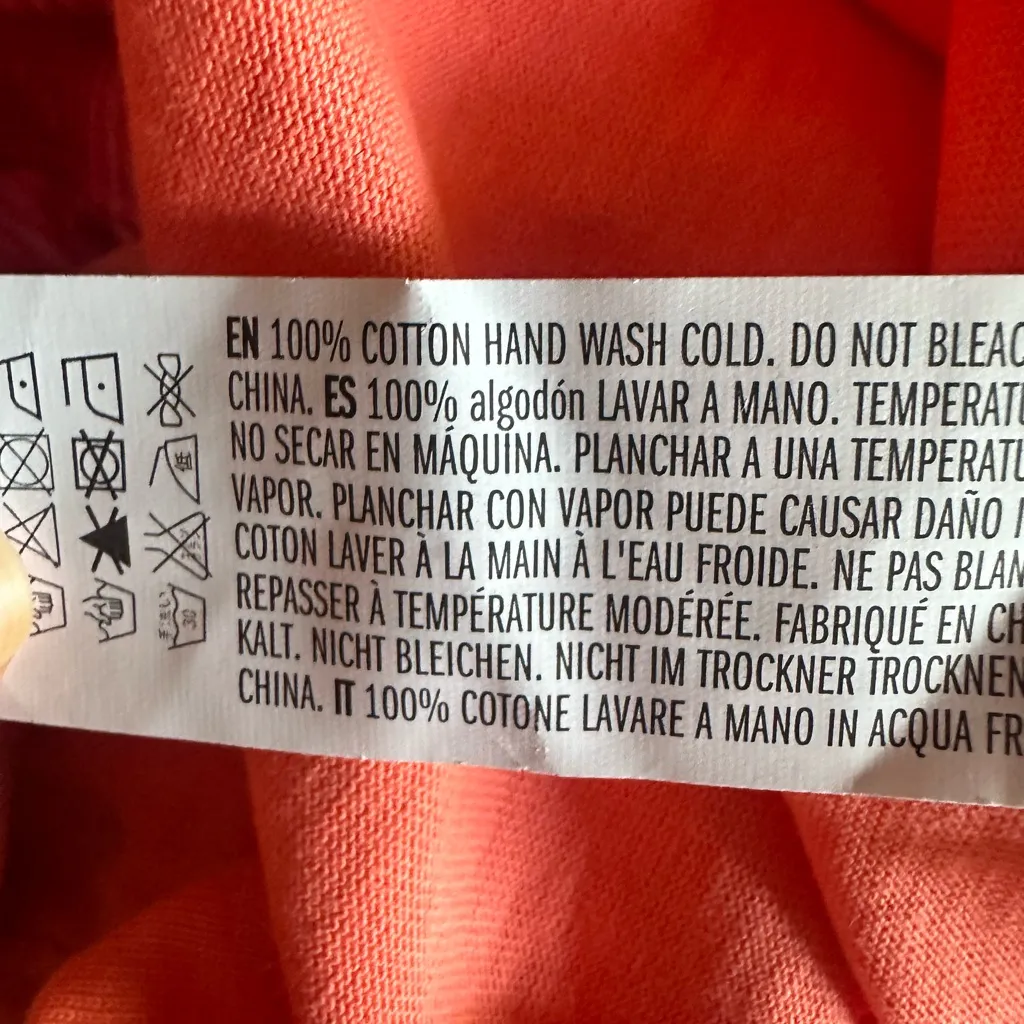 EN 100% COTTON HAND WASH COLD. DO NOT BLEAC
CHINA. ES 100% algodón LAVAR A MANO. TEMPERATU
NO SECAR EN MÁQUINA. PLANCHAR A UNA TEMPERATU
VAPOR. PLANCHAR CON VAPOR PUEDE CAUSAR DAÑO
COTON LAVER À LA MAIN À L'EAU FROIDE. NE PAS BLAN
REPASSER À TEMPÉRATURE MODÉRÉE. FABRIQUÉ EN CH
KALT. NICHT BLEICHEN. NICHT IM TROCKNER TROCKNEN
CHINA. IT 100% COTONE LAVARE A MANO IN ACQUA FR
低
30